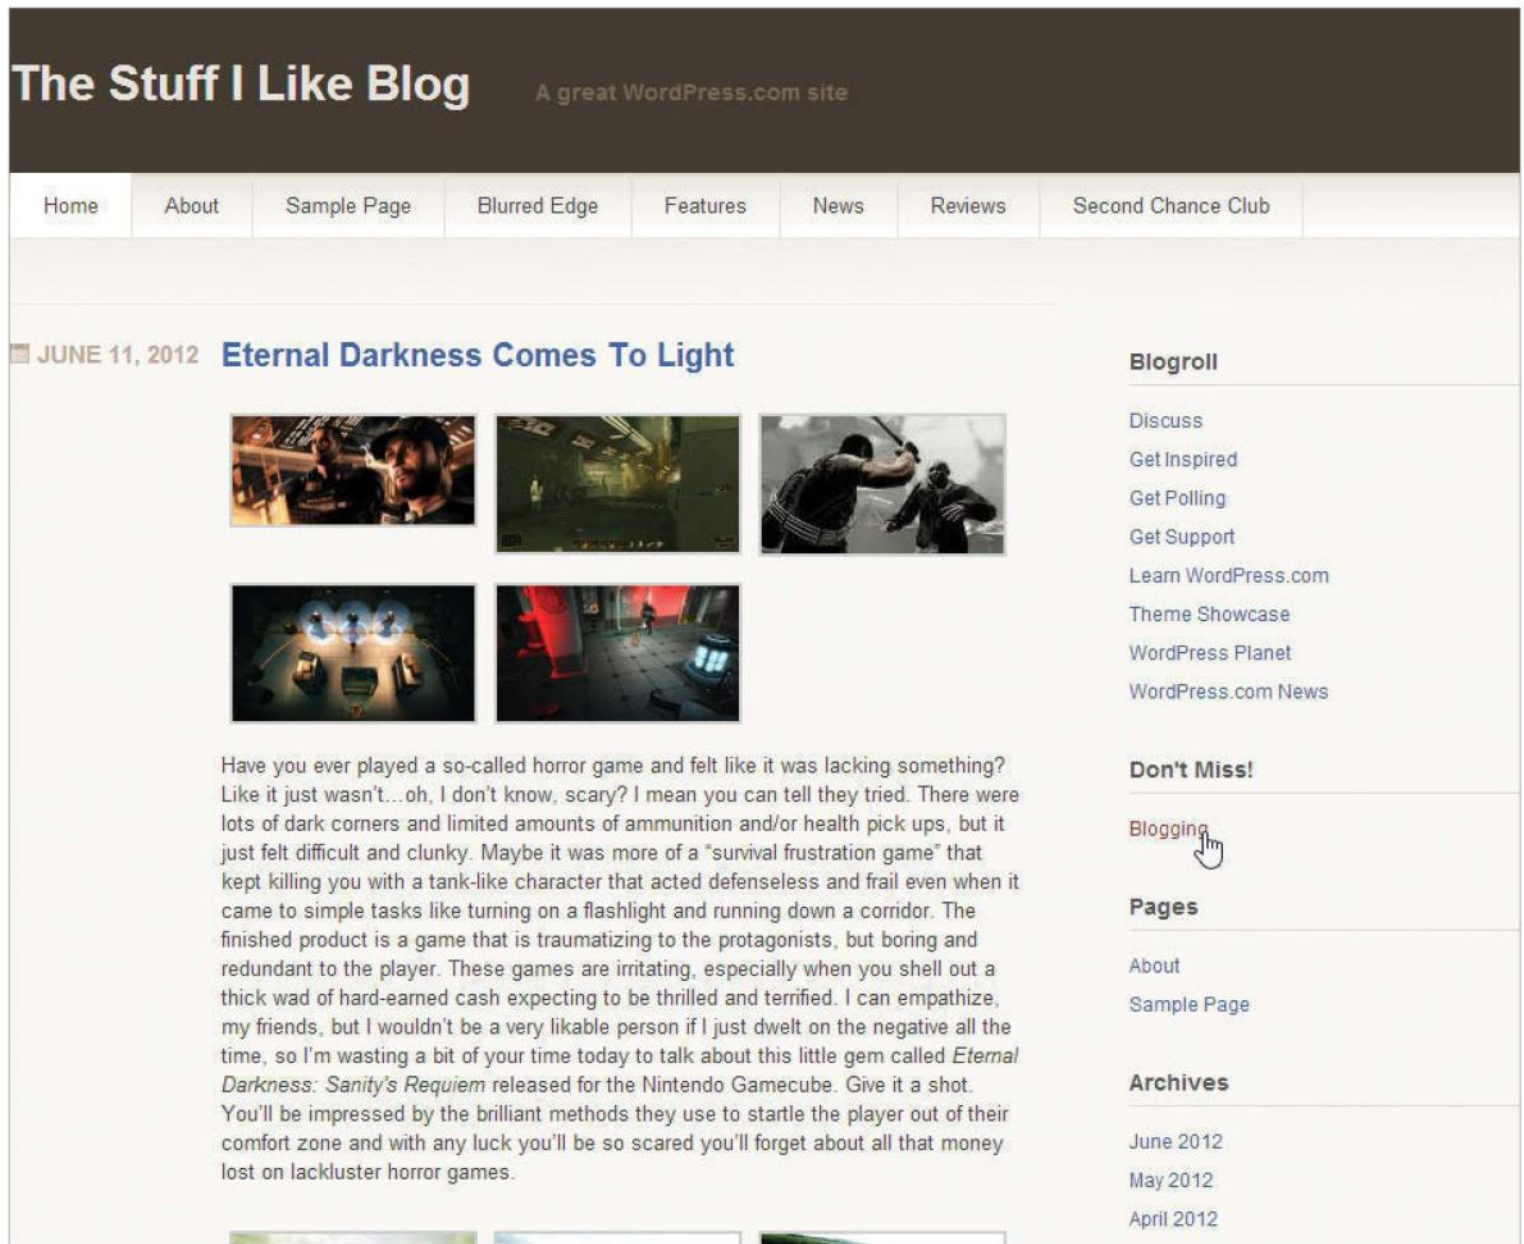 The Stuff I Like Blog
A great WordPress.com site
Home About Sample Page Blurred Edge Features News Reviews Second Chance Club
JUNE 11, 2012 Eternal Darkness Comes To Light
Have you ever played a so-called horror game and felt like it was lacking something?
Like it just wasn't…oh, I don't know, scary? I mean you can tell they tried. There were
lots of dark corners and limited amounts of ammunition and/or health pick ups, but it
just felt difficult and clunky. Maybe it was more of a “survival frustration game” that
kept killing you with a tank-like character that acted defenseless and frail even when it
came to simple tasks like turning on a flashlight and running down a corridor. The
finished product is a game that is traumatizing to the protagonists, but boring and
redundant to the player. These games are irritating, especially when you shell out a
thick wad of hard-earned cash expecting to be thrilled and terrified. I can empathize,
my friends, but I wouldn't be a very likable person if I just dwelt on the negative all the
time, so I'm wasting a bit of your time today to talk about this little gem called Eternal
Darkness: Sanity's Requiem released for the Nintendo Gamecube. Give it a shot.
You'll be impressed by the brilliant methods they use to startle the player out of their
comfort zone and with any luck you'll be so scared you'll forget about all that money
lost on lackluster horror games.
Blogroll
Discuss
Get Inspired
Get Polling
Get Support
Learn WordPress.com
Theme Showcase
WordPress Planet
WordPress.com News
Don't Miss!
Blogging
Pages
About
Sample Page
Archives
June 2012
May 2012
April 2012